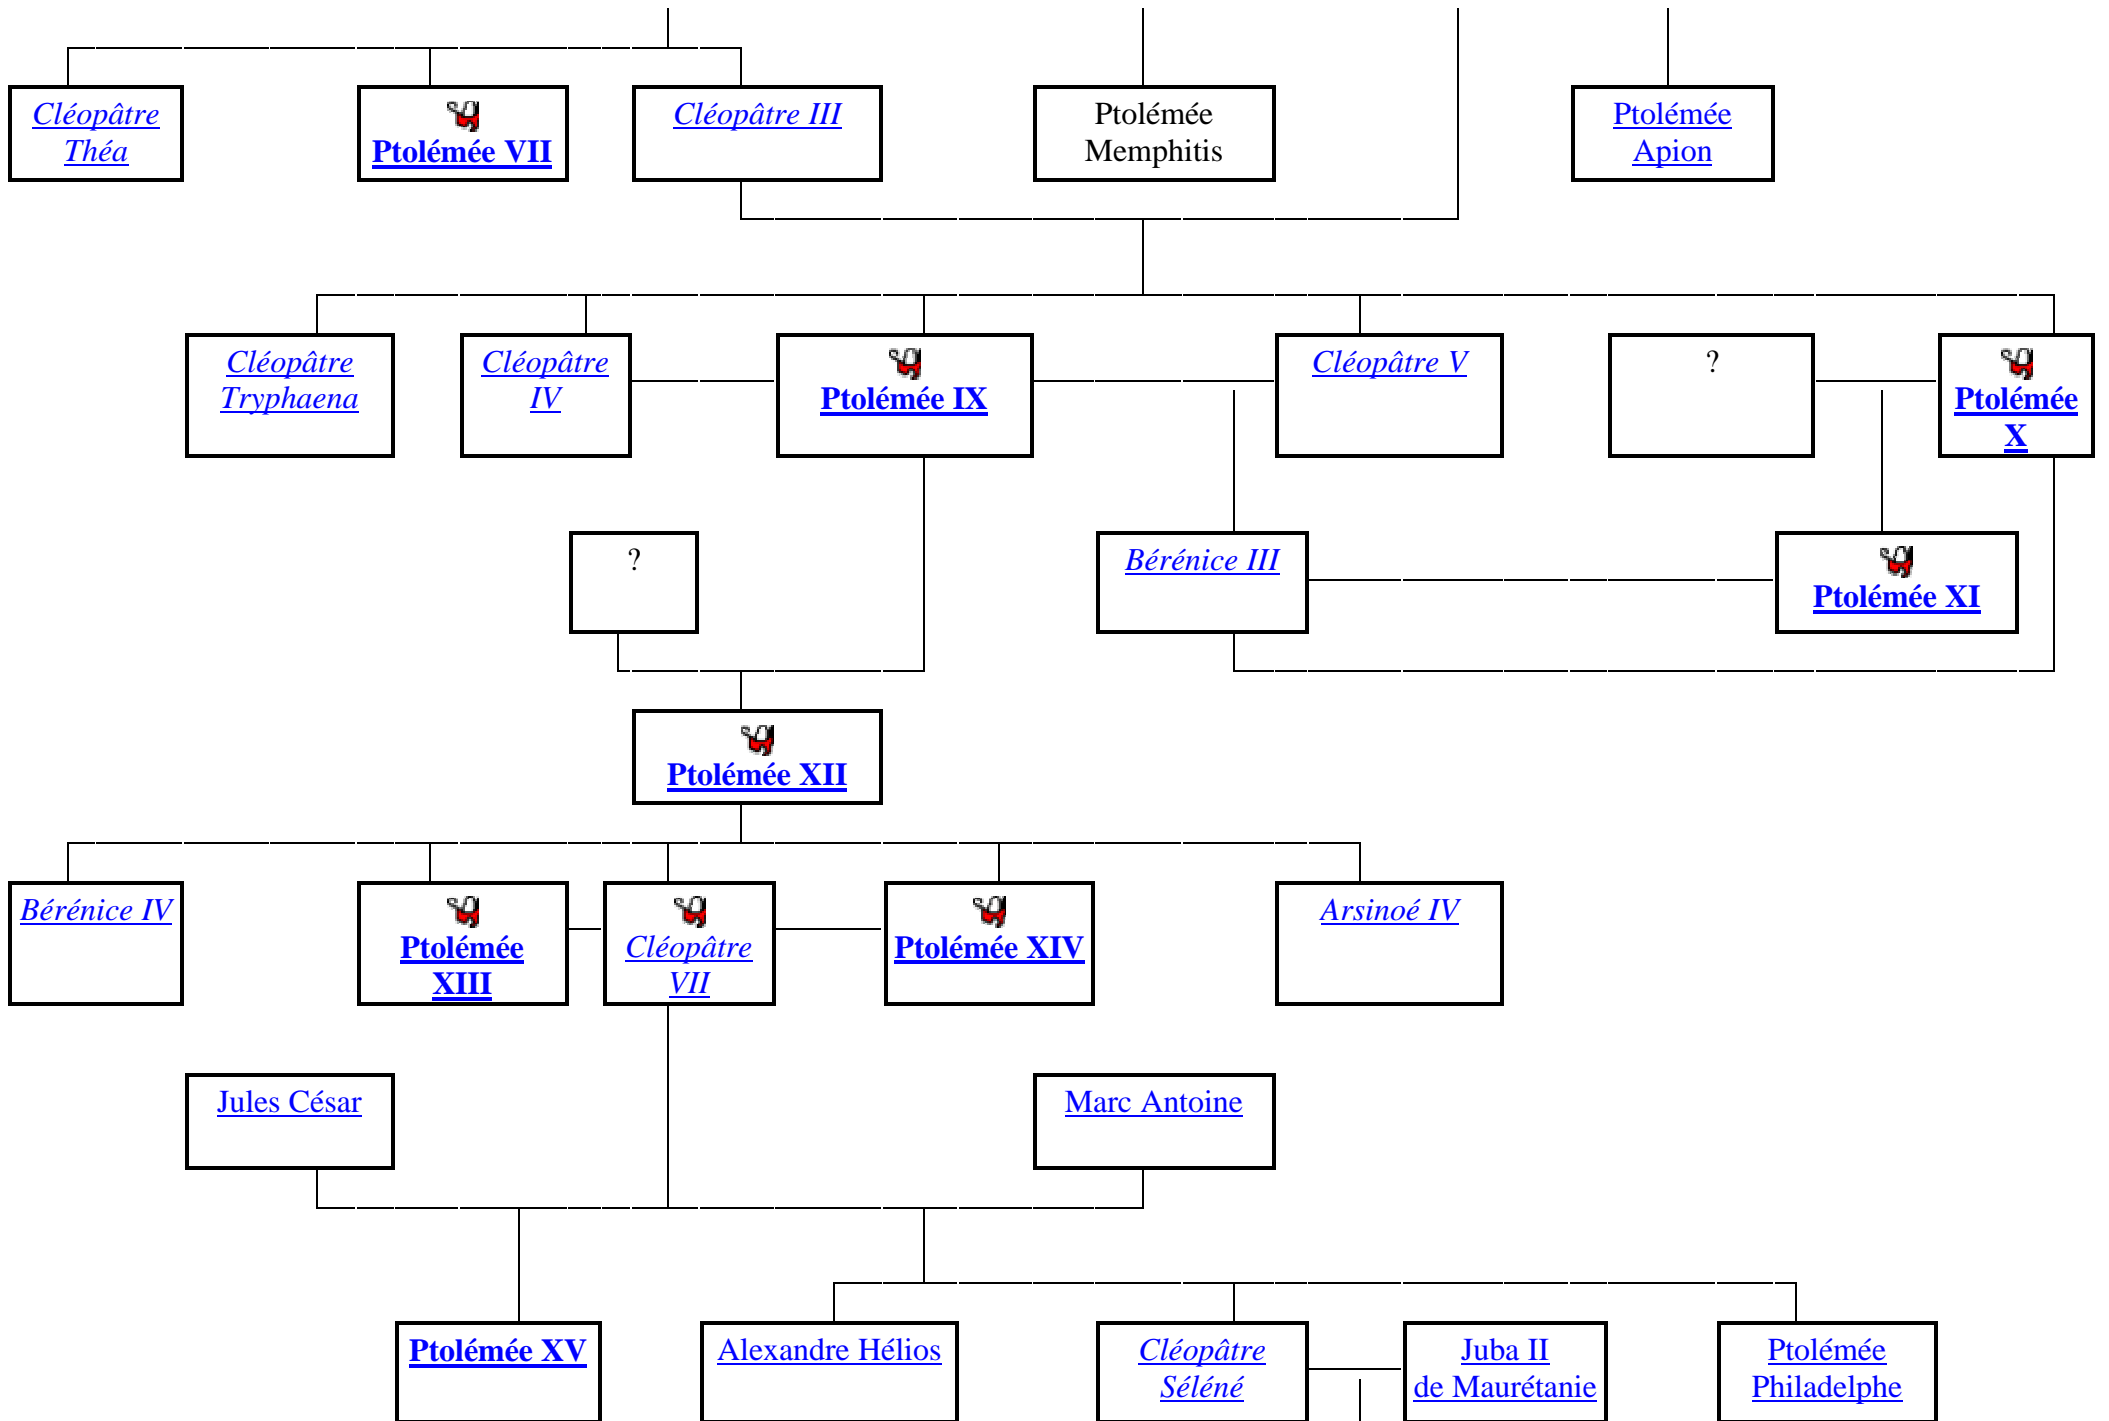 Cléopâtre
Théa
Ptolémée VII
Cléopâtre III
Ptolémée
Memphitis
Ptolémée
Apion
Cléopâtre
Tryphaena
Cléopâtre
IV
Ptolémée IX
Cléopâtre V
?
Ptolémée
X
?
Bérénice III
Ptolémée XI
Ptolémée XII
Bérénice IV
Ptolémée
XIII
Cléopâtre
VII
Ptolémée XIV
Arsinoé IV
Jules César
Marc Antoine
Ptolémée XV
Alexandre Hélios
Cléopâtre
Séléné
Juba II
de Maurétanie
Ptolémée
Philadelphe